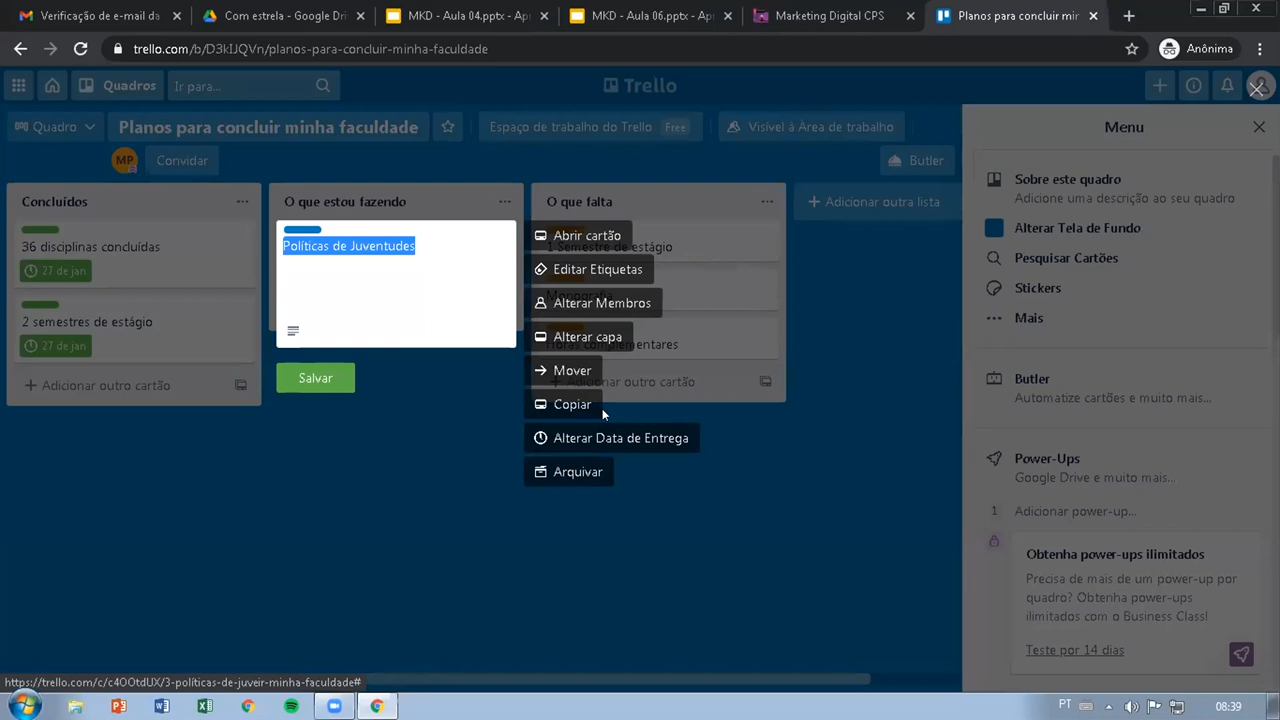 Verificação de e-mail da
Com estrela - Google Dri
MKD - Aula 04.pptx - Apr
MKD - Aula 06.pptx - Ap
Marketing Digital CPS
Planos para concluir minh
trello.com/b/D3kIJQVn/planos-para-concluir-minha-faculdade
Anônima
Quadros
Ir para...
Trello
Quadro
Planos para concluir minha faculdade
Espaço de trabalho do Trello Free
Visível à Área de trabalho
Menu
MP
Convidar
Butler
Sobre este quadro
Adicione uma descrição ao seu quadro
Alterar Tela de Fundo
Pesquisar Cartões
Stickers
Mais
Butler
Automatize cartões e muito mais...
Power-Ups
Google Drive e muito mais...
1 Adicionar power-up...
Obtenha power-ups ilimitados
Precisa de mais de um power-up por
quadro? Obtenha power-ups
ilimitados com o Business Class!
Teste por 14 dias
Concluídos
36 disciplinas concluídas
27 de jan
2 semestres de estágio
27 de jan
+ Adicionar outro cartão
O que estou fazendo
Políticas de Juventudes
Salvar
O que falta
1 Semestre de estágio
Monografia
Horas complementares
+ Adicionar outro cartão
+ Adicionar outra lista
Abrir cartão
Editar Etiquetas
Alterar Membros
Alterar capa
Mover
Copiar
Alterar Data de Entrega
Arquivar
https://trello.com/c/c4OOtdUX/3-políticas-de-juveir-minha-faculdade#
PT
08:39